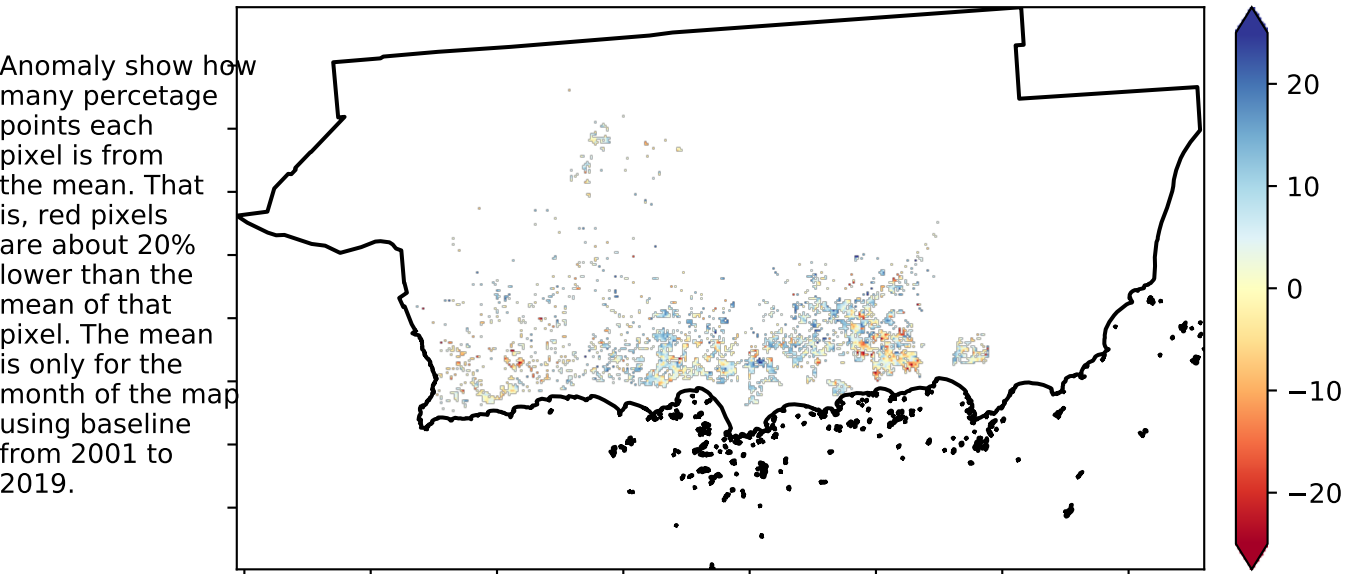 Anomaly show how
many percetage
points each
pixel is from
the mean. That
is, red pixels
are about 20%
lower than the
mean of that
pixel. The mean
is only for the
month of the map
using baseline
from 2001 to
2019.
20
10
0
−10
−20